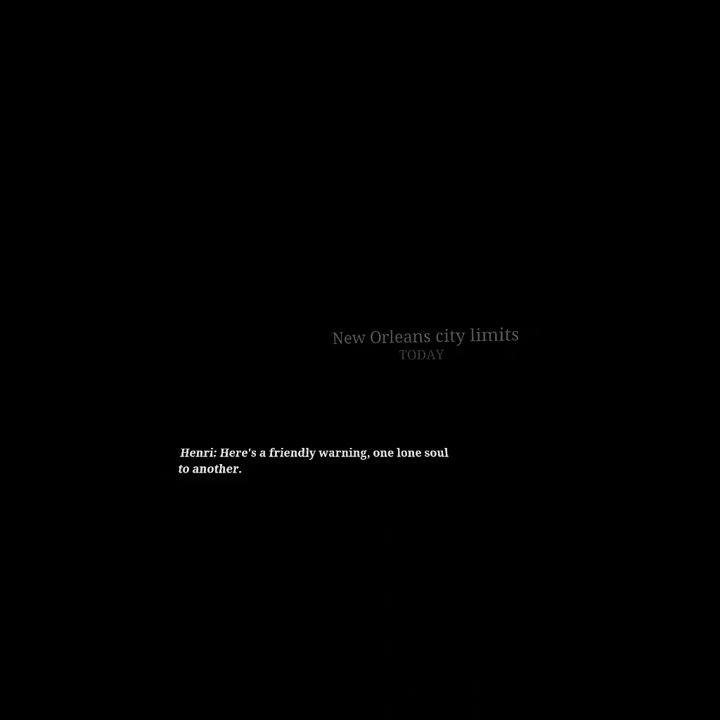 New Orleans city limits
TODAY
Henri: Here's a friendly warning, one lone soul
to another.